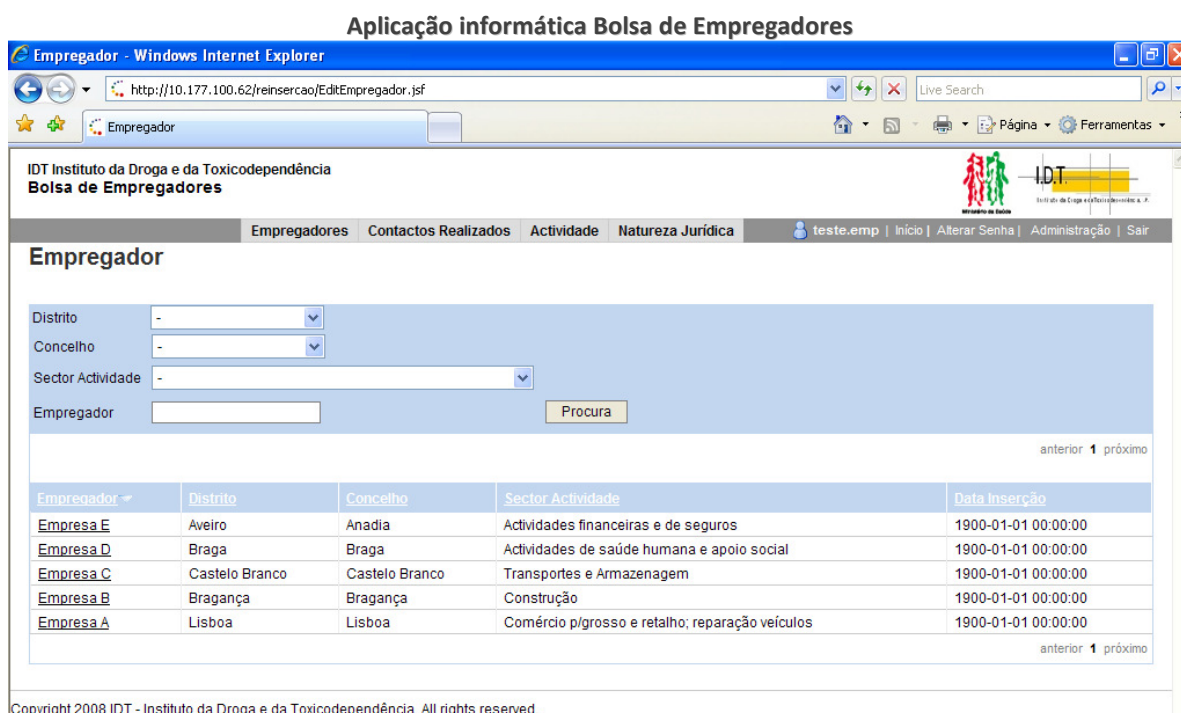 Aplicação informática Bolsa de Empregadores
Empregador - Windows Internet Explorer
http://10.177.100.62/reinsercao/EditEmpregador.jsf
Live Search
Empregador
Página
Ferramentas
IDT Instituto da Droga e da Toxicodependência
Bolsa de Empregadores
Ministério da Saúde
I.D.T.
Empregadores Contactos Realizados Actividade Natureza Jurídica teste.emp | Início | Alterar Senha | Administração | Sair
Empregador
Distrito -
Concelho -
Sector Actividade -
Empregador Procura
anterior 1 próximo
Empregador Distrito Concelho Sector Actividade Data Inserção
Empresa E Aveiro Anadia Actividades financeiras e de seguros 1900-01-01 00:00:00
Empresa D Braga Braga Actividades de saúde humana e apoio social 1900-01-01 00:00:00
Empresa C Castelo Branco Castelo Branco Transportes e Armazenagem 1900-01-01 00:00:00
Empresa B Bragança Bragança Construção 1900-01-01 00:00:00
Empresa A Lisboa Lisboa Comércio p/grosso e retalho; reparação veículos 1900-01-01 00:00:00
anterior 1 próximo
Copyright 2008 IDT - Instituto da Droga e da Toxicodependência. All rights reserved